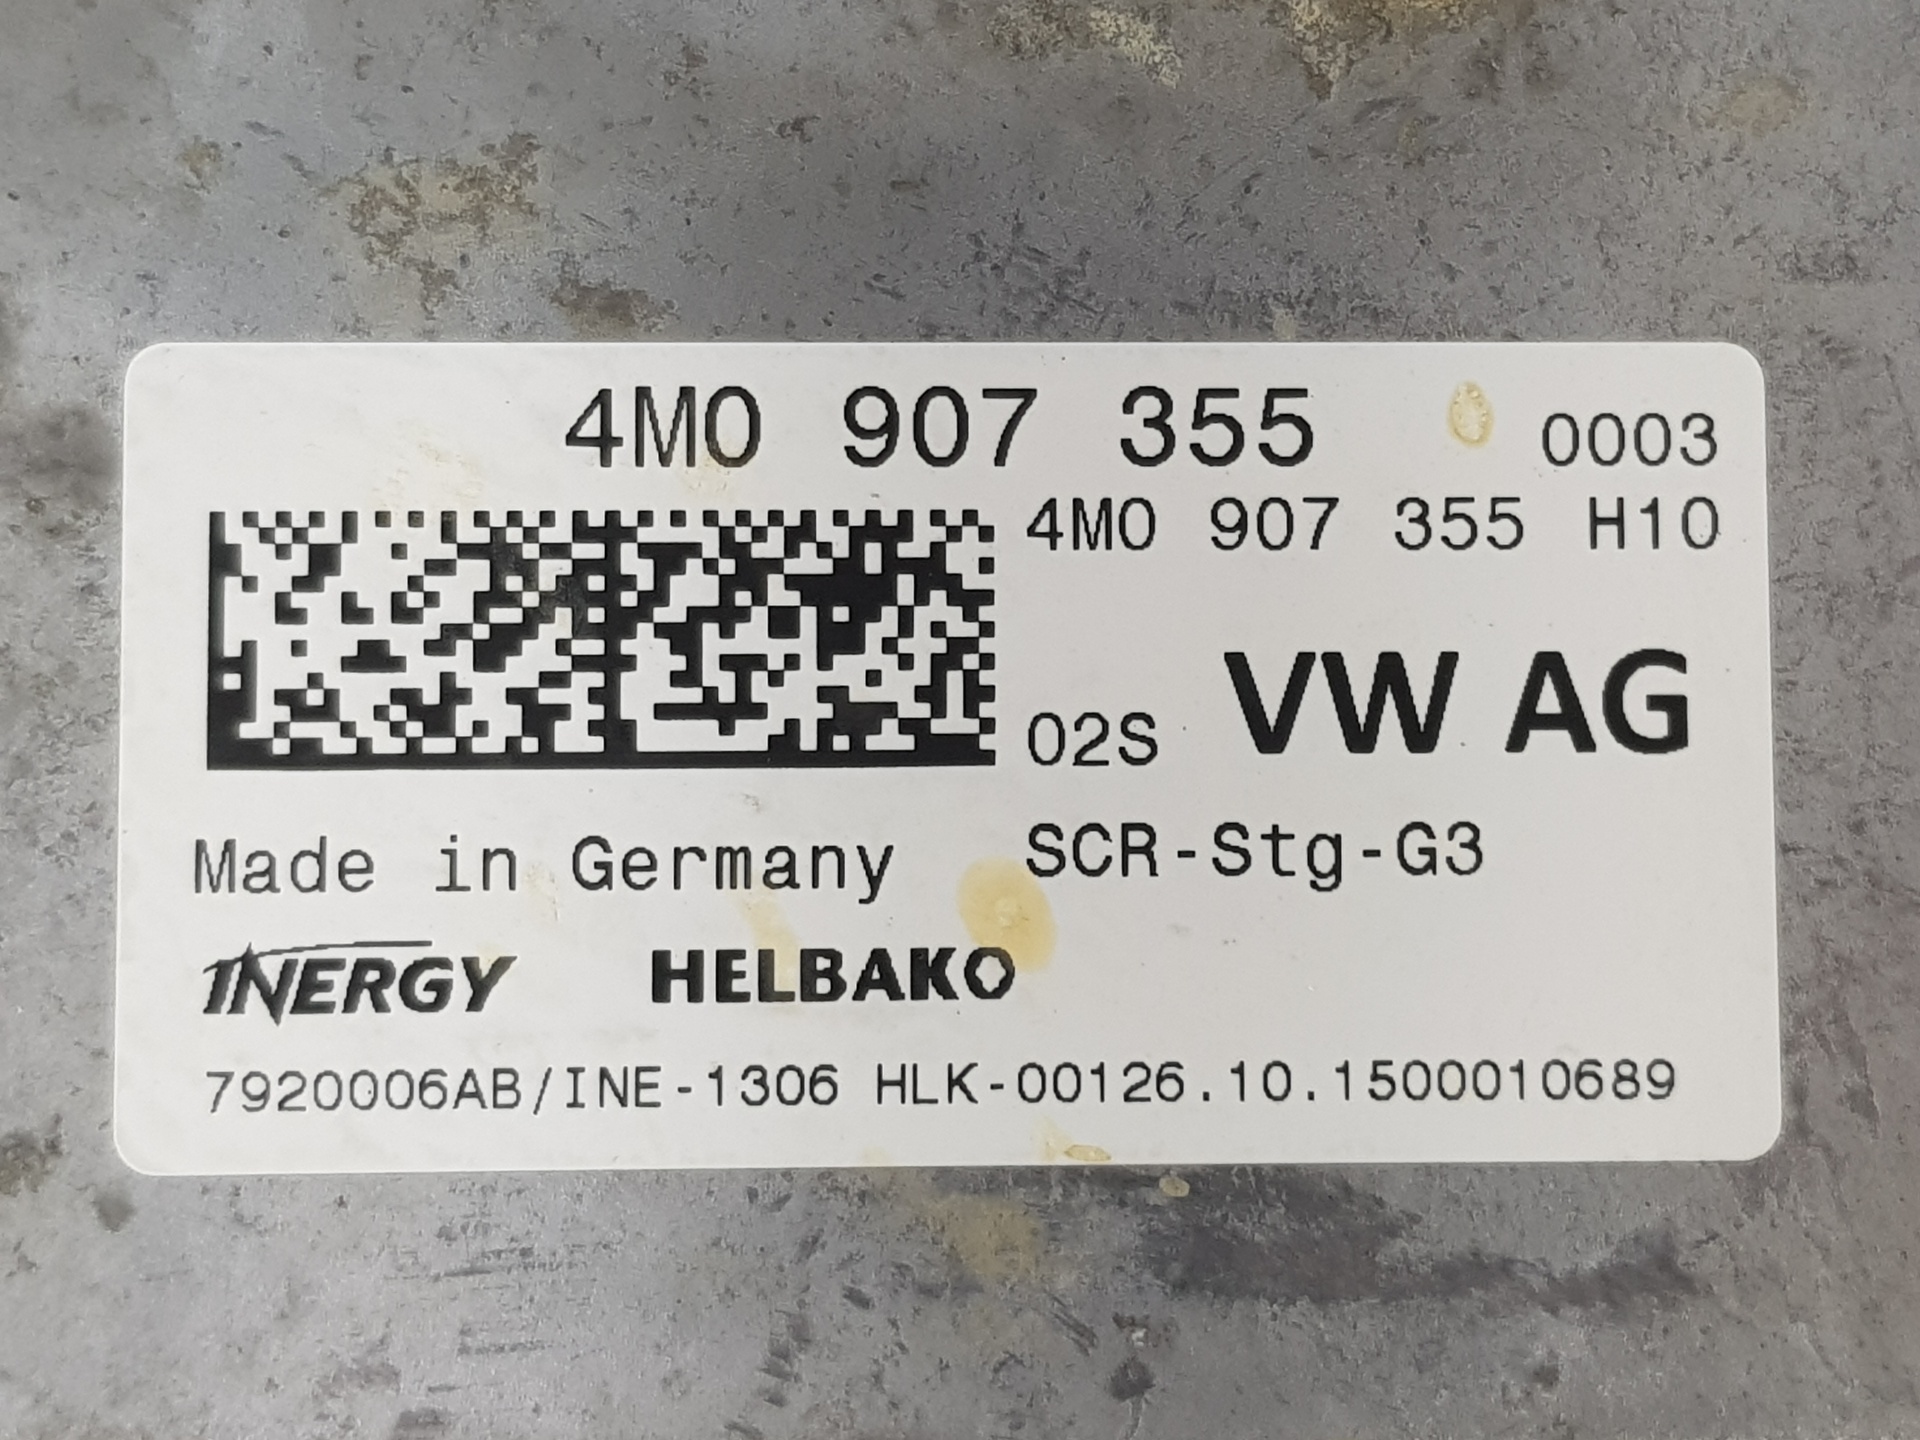 4M0 907 355 0003
4M0 907 355 H10
02S VW AG
Made in Germany SCR-Stg-G3
INERGY HELBAKO
7920006AB/INE-1306 HLK-00126.10.1500010689